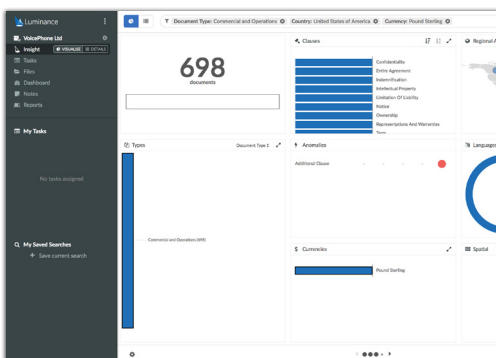 Luminance
VoicePhone Ltd
Insight
VISUALISE
DETAILS
Tasks
Files
Dashboard
Notes
Reports
My Tasks
No tasks assigned
My Saved Searches
+ Save current search
Document Type: Commercial and Operations
Country: United States of America
Currency: Pound Sterling
698
documents
Clauses
Confidentiality
Entire Agreement
Indemnification
Intellectual Property
Limitation Of Liability
Notice
Ownership
Representations And Warranties
Term
Regional A
Types
Document Type
Commercial and Operations (698)
Anomalies
Additional Clause
Languages
$ Currencies
Pound Sterling
Spatial